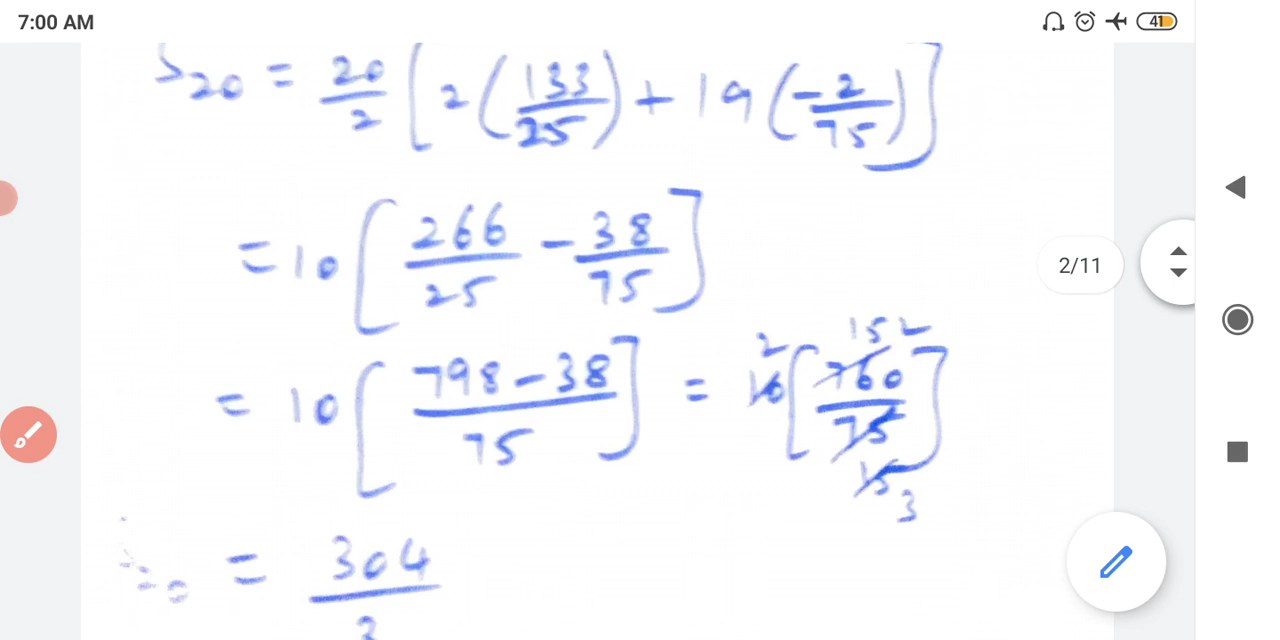 7:00 AM 41
S20 = 20/2 [2(133/25) + 19(-2/75)]
= 10 [266/25 - 38/75]
2/11
= 10 [798-38/75] = 10 2 [760 152/75 15 3]
S20 = 304/3